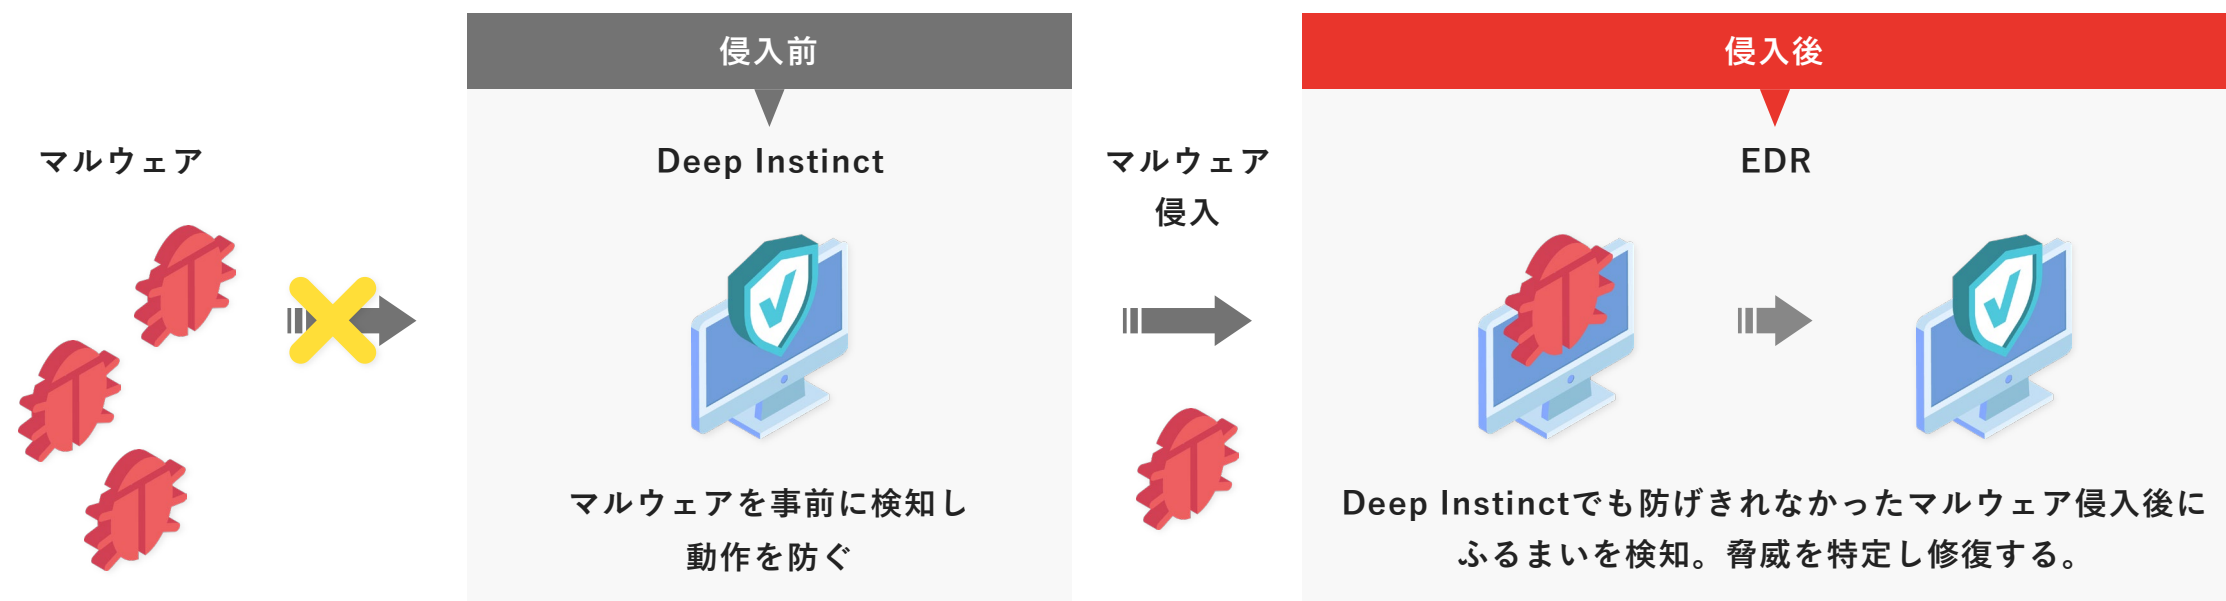 マルウェア
侵入前
Deep Instinct
マルウェアを事前に検知し
動作を防ぐ
マルウェア
侵入
侵入後
EDR
Deep Instinctでも防げきれなかったマルウェア侵入後に
ふるまいを検知。脅威を特定し修復する。